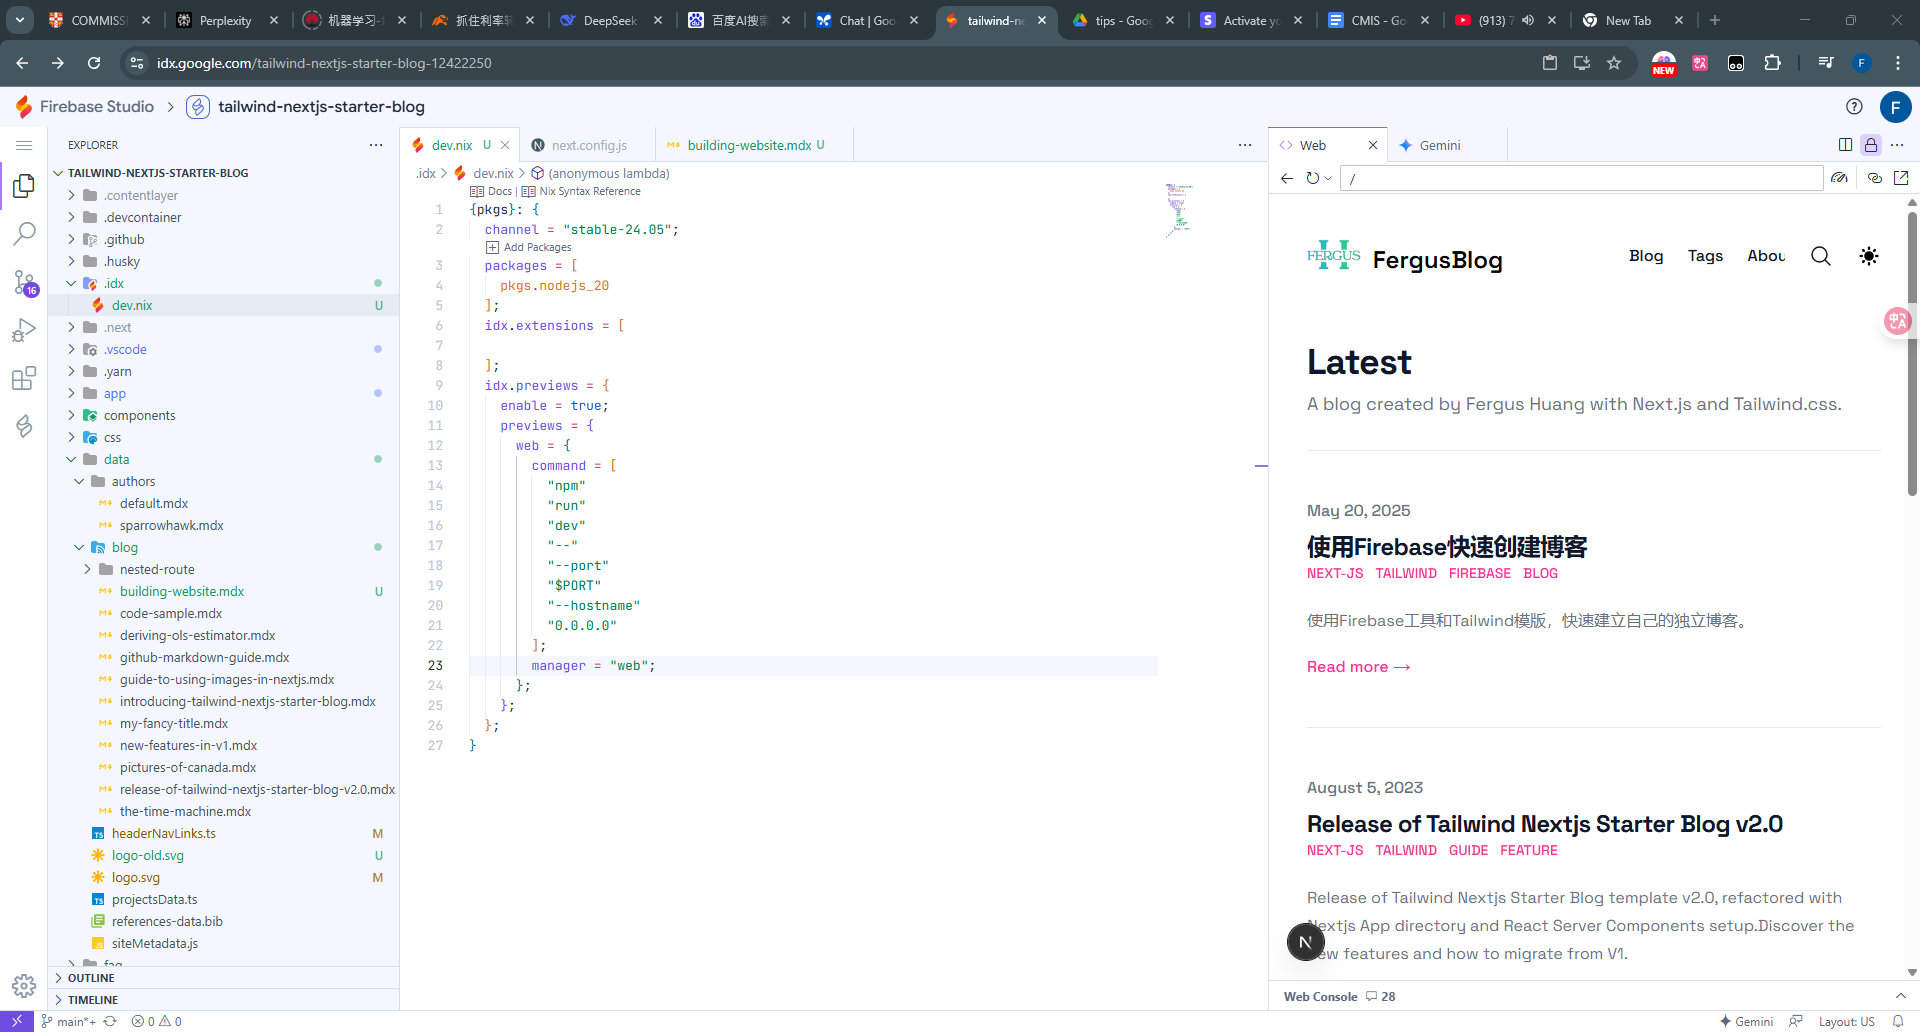 COMMISS
Perplexity
机器学习-
抓住利率
DeepSeek
百度AI搜索
Chat | Goo
tailwind-ne
tips - Goog
Activate yo
CMIS - Go
(913)
New Tab
idx.google.com/tailwind-nextjs-starter-blog-12422250
NEW
F
Firebase Studio
tailwind-nextjs-starter-blog
F
EXPLORER
TAILWIND-NEXTJS-STARTER-BLOG
.contentlayer
.devcontainer
.github
.husky
.idx
dev.nix U
.next
.vscode
.yarn
app
components
css
data
authors
default.mdx
sparrowhawk.mdx
blog
nested-route
building-website.mdx U
code-sample.mdx
deriving-ols-estimator.mdx
github-markdown-guide.mdx
guide-to-using-images-in-nextjs.mdx
introducing-tailwind-nextjs-starter-blog.mdx
my-fancy-title.mdx
new-features-in-v1.mdx
pictures-of-canada.mdx
release-of-tailwind-nextjs-starter-blog-v2.0.mdx
the-time-machine.mdx
headerNavLinks.ts M
logo-old.svg U
logo.svg M
projectsData.ts
references-data.bib
siteMetadata.js
faq
OUTLINE
TIMELINE
16
dev.nix U
next.config.js
building-website.mdx U
.idx > dev.nix > (anonymous lambda)
Docs | Nix Syntax Reference
1 {pkgs}: {
2 channel = "stable-24.05";
Add Packages
3 packages = [
4 pkgs.nodejs_20
5 ];
6 idx.extensions = [
7
8 ];
9 idx.previews = {
10 enable = true;
11 previews = {
12 web = {
13 command = [
14 "npm"
15 "run"
16 "dev"
17 "--"
18 "--port"
19 "$PORT"
20 "--hostname"
21 "0.0.0.0"
22 ];
23 manager = "web";
24 };
25 };
26 };
27 }
Web
Gemini
/
FERGUS
FergusBlog
Blog
Tags
Abou
Latest
A blog created by Fergus Huang with Next.js and Tailwind.css.
May 20, 2025
使用Firebase快速创建博客
NEXT-JS TAILWIND FIREBASE BLOG
使用Firebase工具和Tailwind模版，快速建立自己的独立博客。
Read more →
August 5, 2023
Release of Tailwind Nextjs Starter Blog v2.0
NEXT-JS TAILWIND GUIDE FEATURE
Release of Tailwind Nextjs Starter Blog template v2.0, refactored with
Nextjs App directory and React Server Components setup.Discover the
new features and how to migrate from V1.
N
Web Console 28
main*+
0 0
Gemini
Layout: US